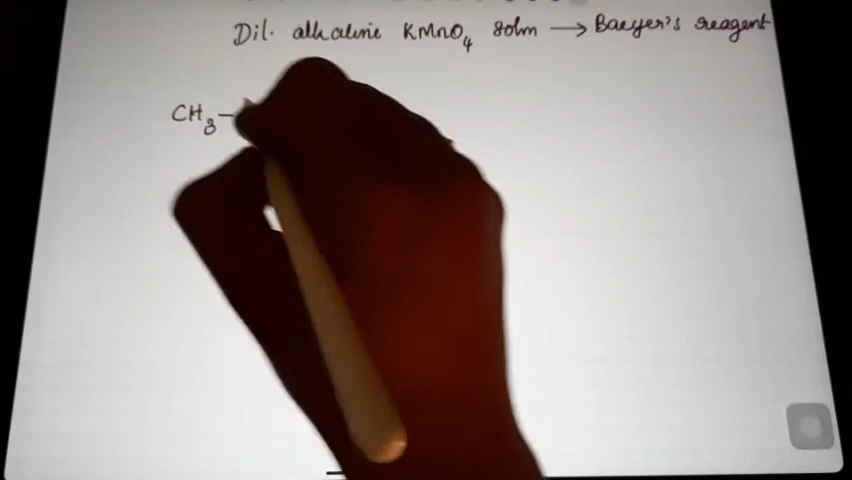 Dil. alkaline KMnO₄ soln → Baeyer's reagent
CH₃–